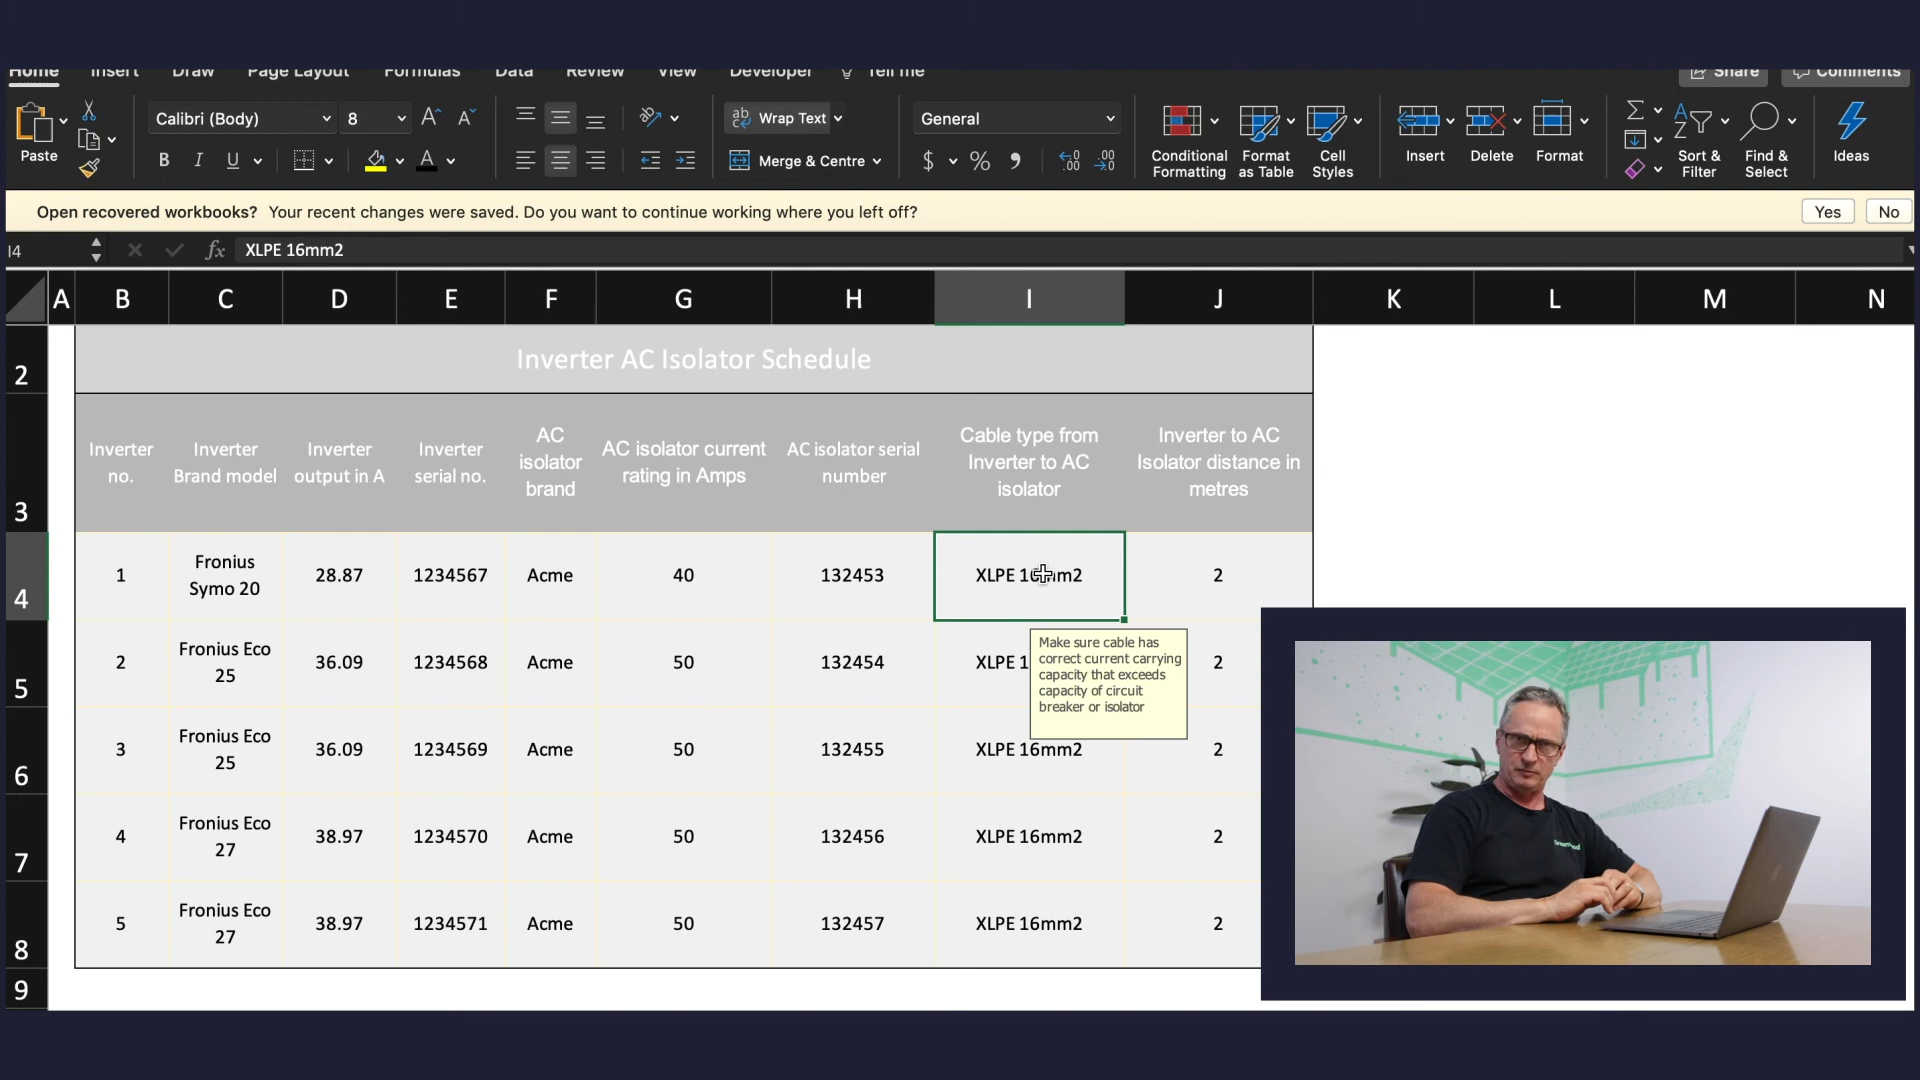 Home Insert Draw Page Layout Formulas Data Review View Developer Tell me Share Comments
Paste
Calibri (Body) 8
B I U
Wrap Text
Merge & Centre
General
$ % 
Conditional Formatting
Format as Table
Cell Styles
Insert
Delete
Format
Sort & Filter
Find & Select
Ideas
Open recovered workbooks? Your recent changes were saved. Do you want to continue working where you left off? Yes No
I4 fx XLPE 16mm2
A B C D E F G H I J K L M N
2 Inverter AC Isolator Schedule
3
Inverter no.
Inverter Brand model
Inverter output in A
Inverter serial no.
AC isolator brand
AC isolator current rating in Amps
AC isolator serial number
Cable type from Inverter to AC isolator
Inverter to AC Isolator distance in metres
4 1 Fronius Symo 20 28.87 1234567 Acme 40 132453 XLPE 2
5 2 Fronius Eco 25 36.09 1234568 Acme 50 132454 XLPE 2
Make sure cable has
correct current carrying
capacity that exceeds
capacity of circuit
breaker or isolator
6 3 Fronius Eco 25 36.09 1234569 Acme 50 132455 XLPE 16mm2 2
7 4 Fronius Eco 27 38.97 1234570 Acme 50 132456 XLPE 16mm2 2
8 5 Fronius Eco 27 38.97 1234571 Acme 50 132457 XLPE 16mm2 2
9